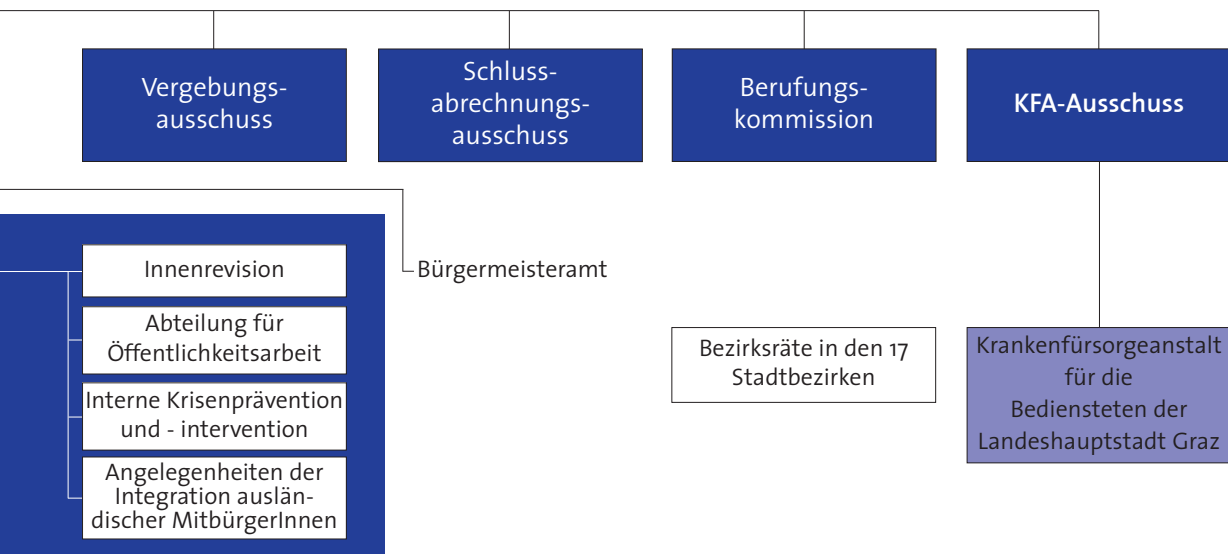 Vergebungs-
ausschuss
Schluss-
abrechnungs-
ausschuss
Berufungs-
kommission
KFA-Ausschuss
Innenrevision
Bürgermeisteramt
Abteilung für
Öffentlichkeitsarbeit
Interne Krisenprävention
und - intervention
Angelegenheiten der
Integration auslän-
discher MitbürgerInnen
Bezirksräte in den 17
Stadtbezirken
Krankenfürsorgeanstalt
für die
Bediensteten der
Landeshauptstadt Graz